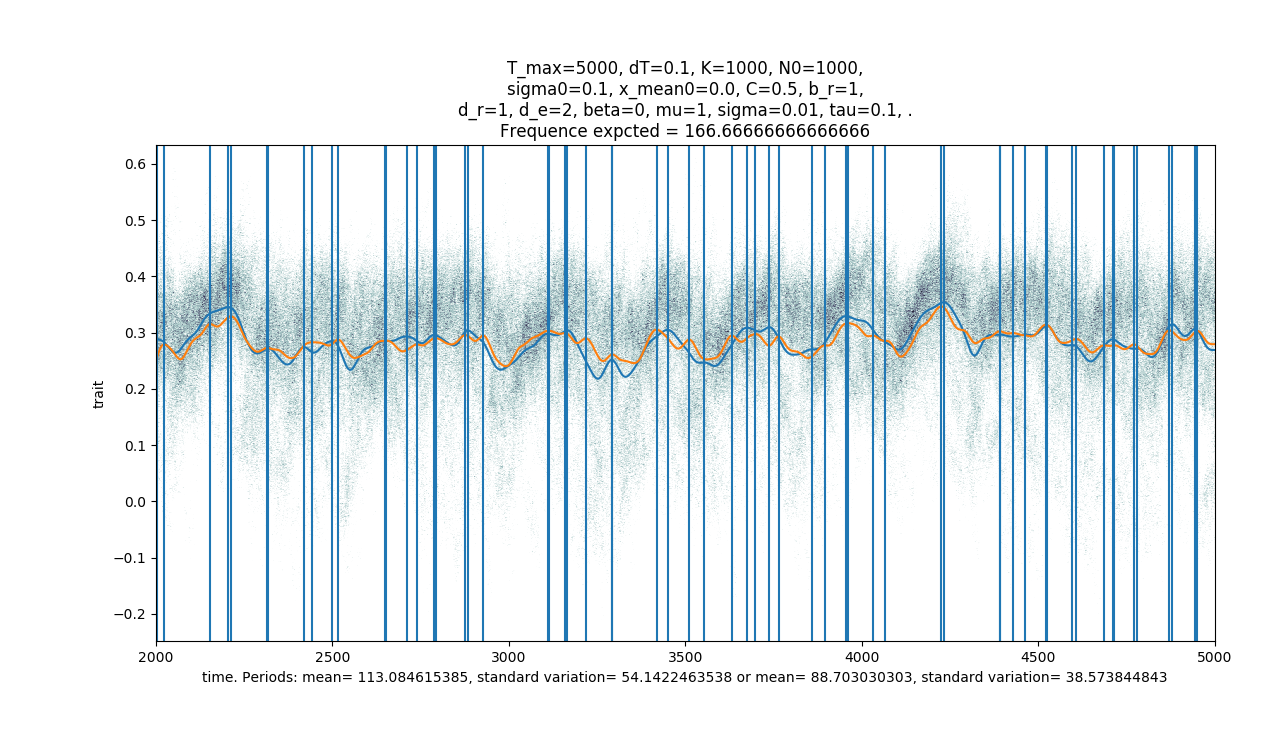 T_max=5000, dT=0.1, K=1000, N0=1000,
sigma0=0.1, x_mean0=0.0, C=0.5, b_r=1,
d_r=1, d_e=2, beta=0, mu=1, sigma=0.01, tau=0.1, .
Frequence expcted = 166.66666666666666
0.6
0.5
0.4
0.3
0.2
0.1
0.0
−0.1
−0.2
trait
2000 2500 3000 3500 4000 4500 5000
time. Periods: mean= 113.084615385, standard variation= 54.1422463538 or mean= 88.703030303, standard variation= 38.573844843